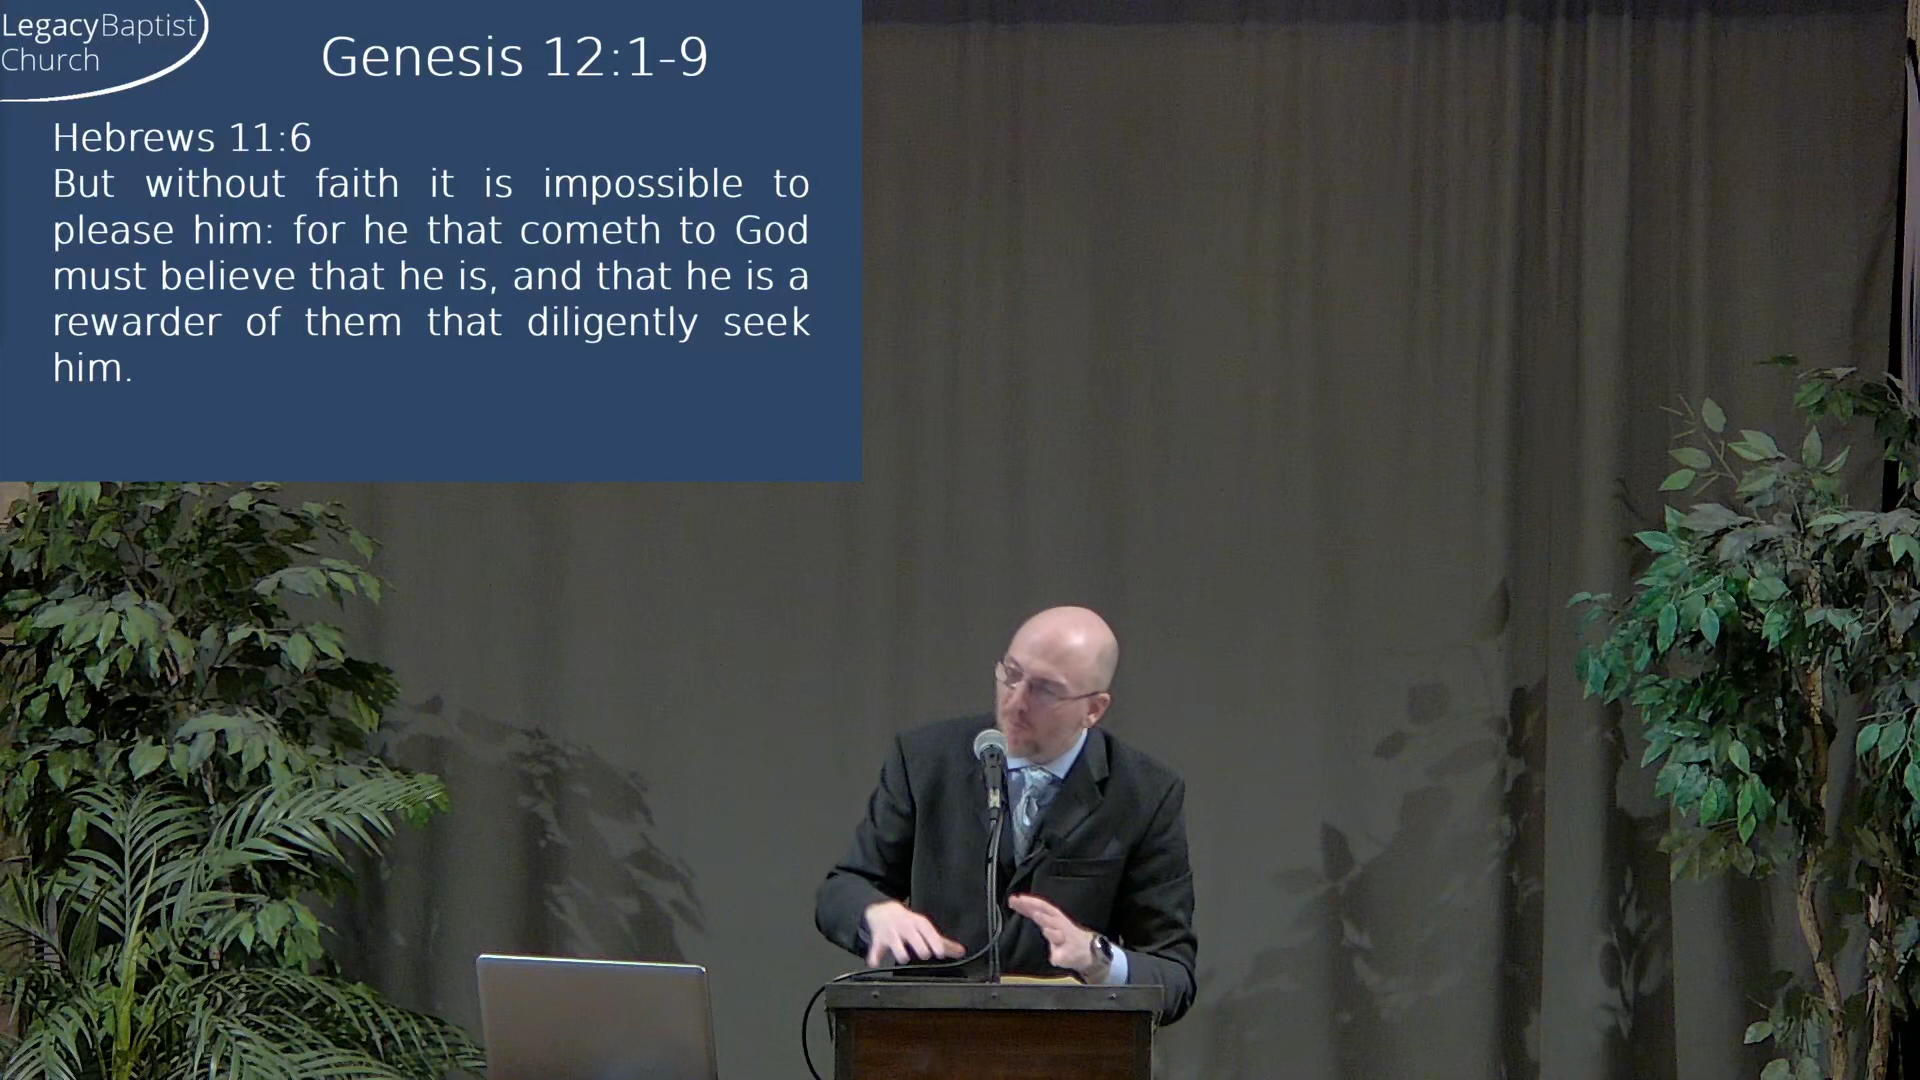 LegacyBaptist
Church
Genesis 12:1-9
Hebrews 11:6
But without faith it is impossible to
please him: for he that cometh to God
must believe that he is, and that he is a
rewarder of them that diligently seek
him.